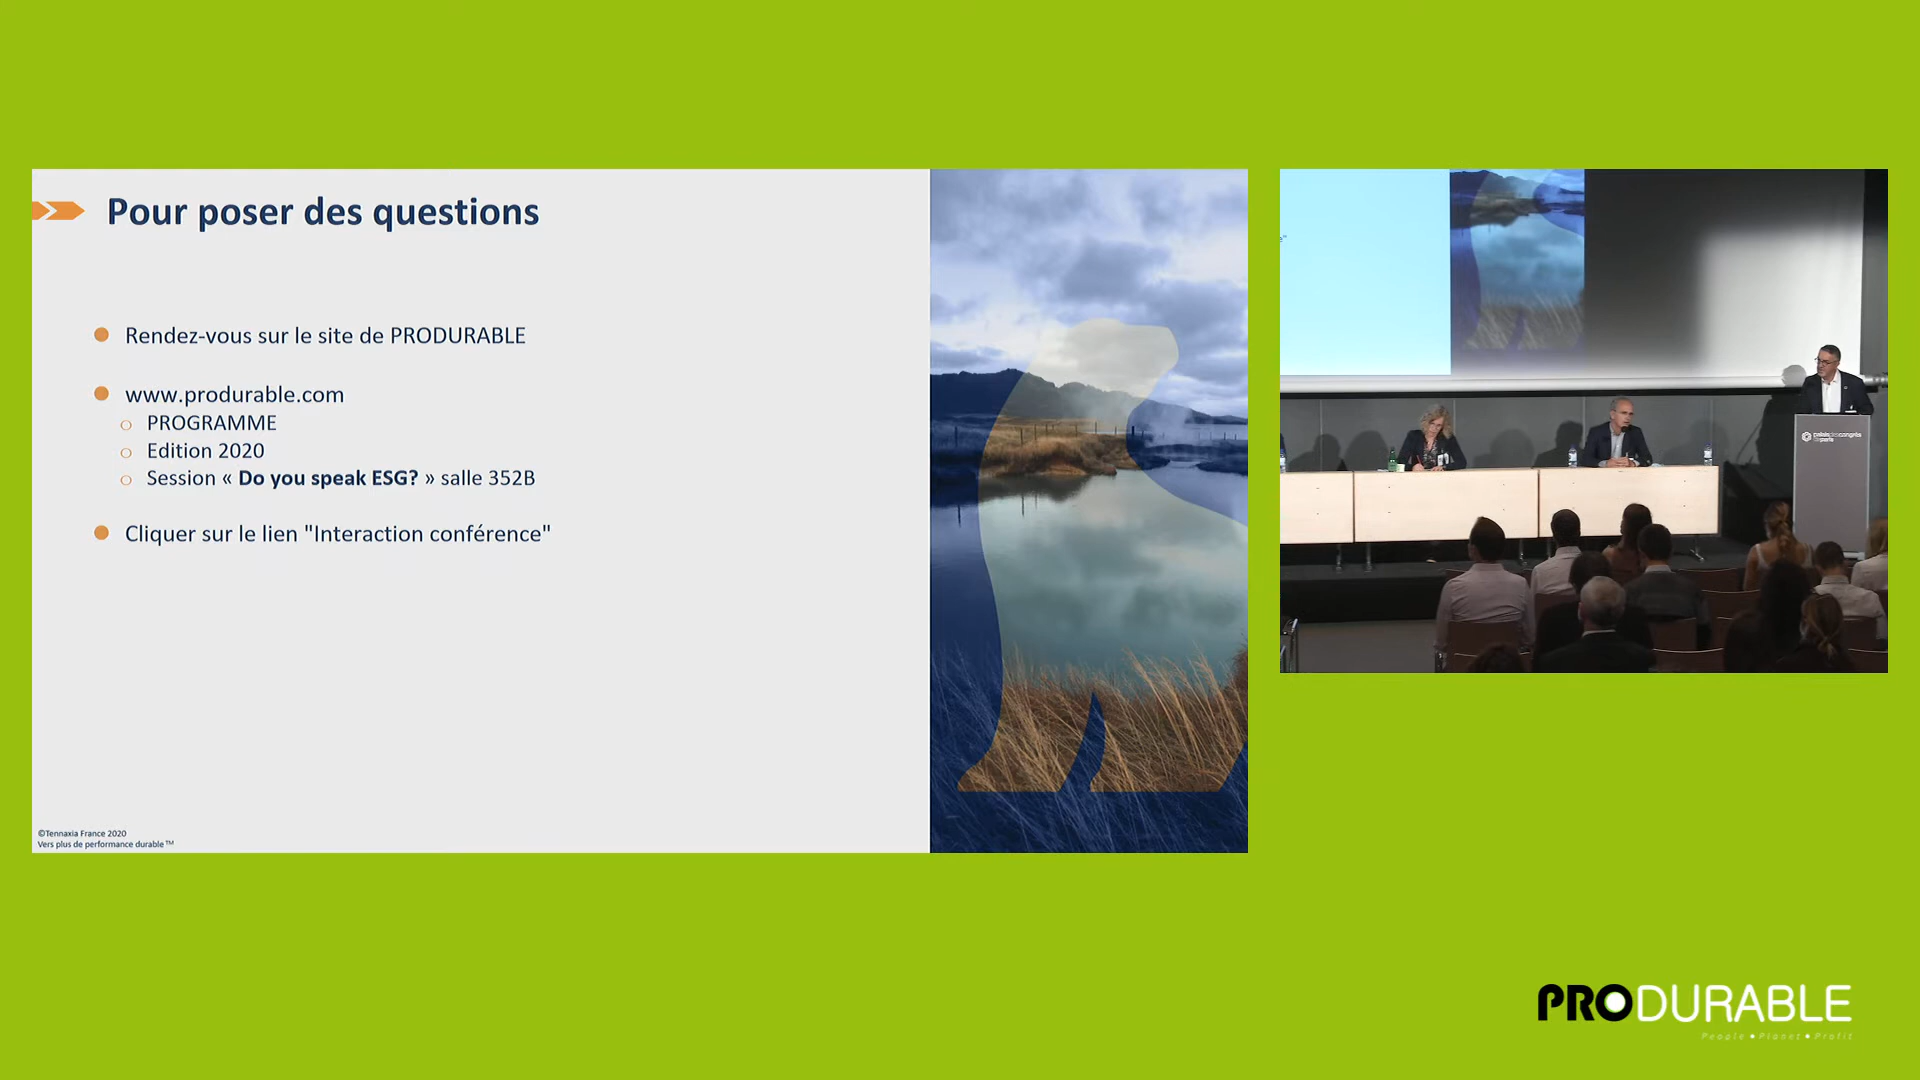 Pour poser des questions
Rendez-vous sur le site de PRODURABLE
www.produrable.com
PROGRAMME
Edition 2020
Session « Do you speak ESG? » salle 352B
Cliquer sur le lien "Interaction conférence"
©Tennaxia France 2020
Vers plus de performance durable™
palaisdescongrès
deparis
PRODURABLE
People • Planet • Profit